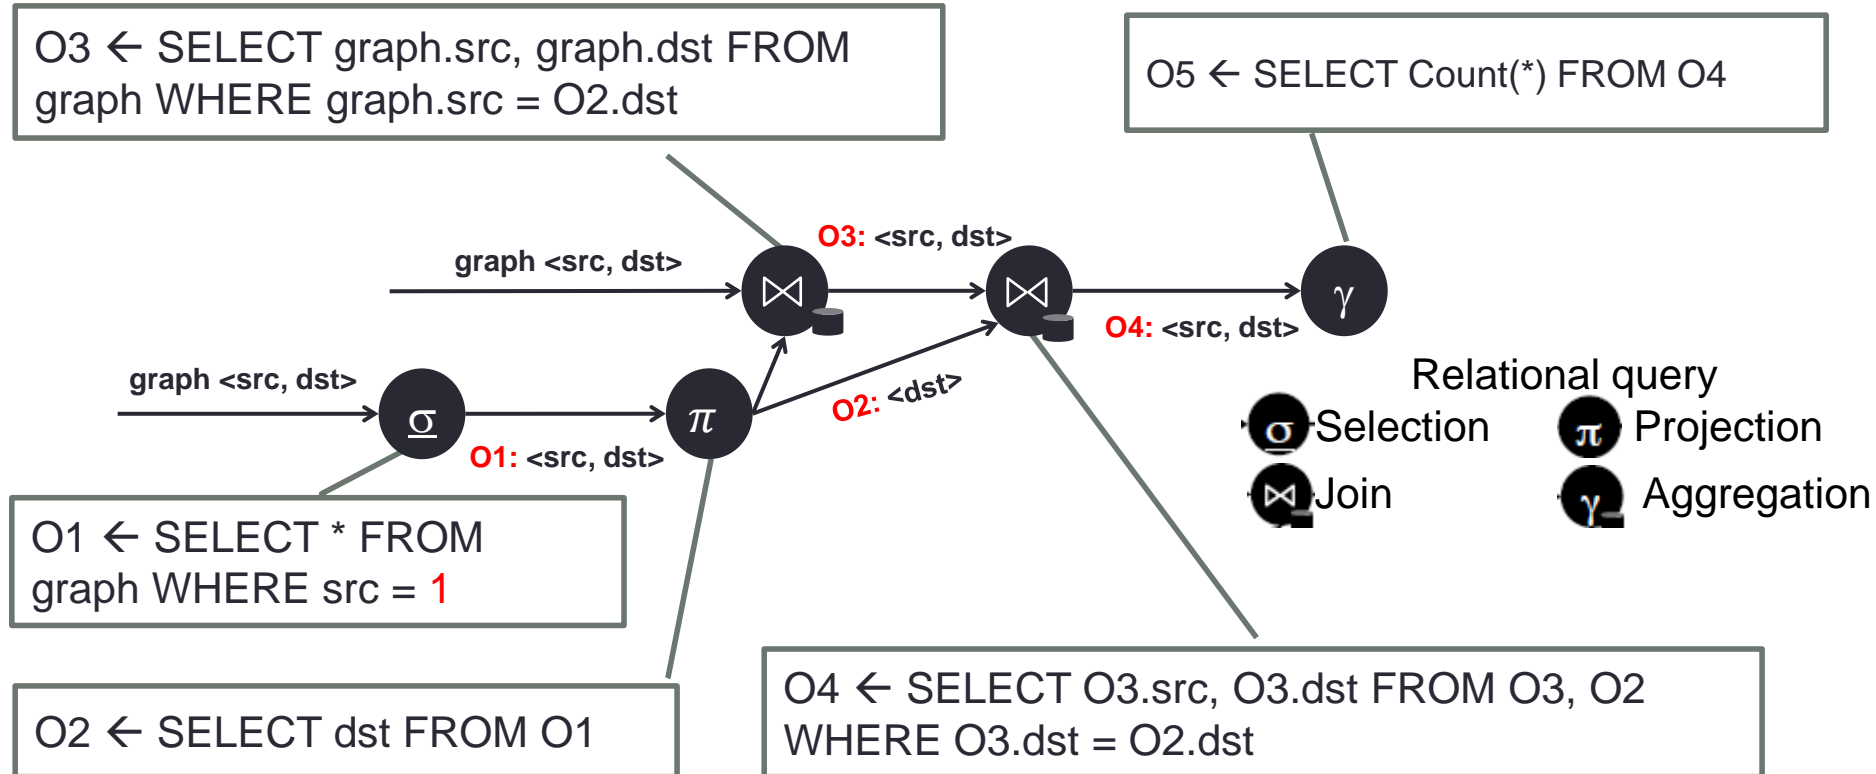 O3 ← SELECT graph.src, graph.dst FROM
graph WHERE graph.src = O2.dst
O5 ← SELECT Count(*) FROM O4
graph <src, dst>
⋈
O3: <src, dst>
⋈
O4: <src, dst>
γ
graph <src, dst>
σ
O1: <src, dst>
π
O2: <dst>
Relational query
σ Selection
π Projection
⋈ Join
γ Aggregation
O1 ← SELECT * FROM
graph WHERE src = 1
O2 ← SELECT dst FROM O1
O4 ← SELECT O3.src, O3.dst FROM O3, O2
WHERE O3.dst = O2.dst